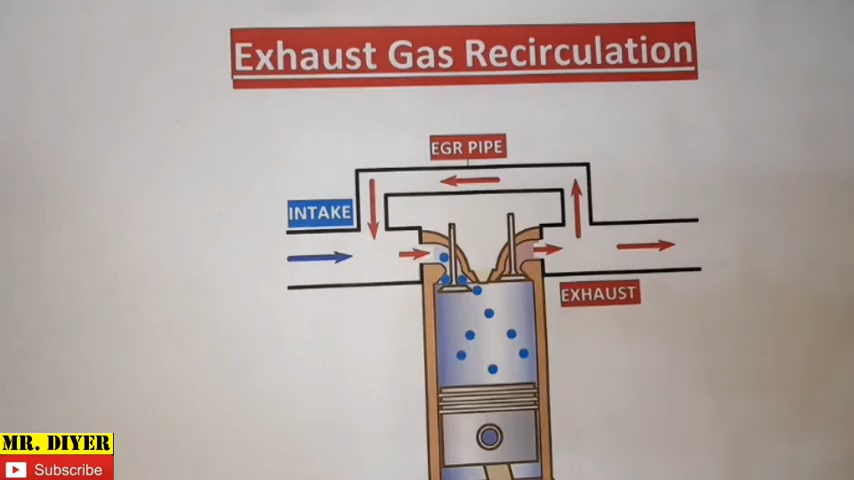 Exhaust Gas Recirculation
EGR PIPE
INTAKE
EXHAUST
MR. DIYER
Subscribe